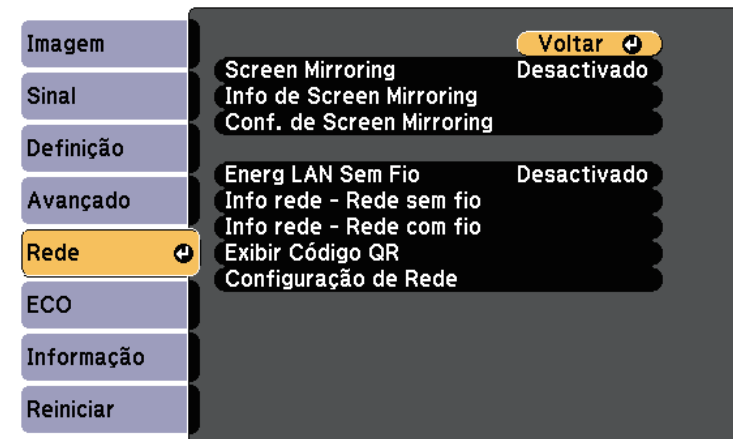 Imagem
Sinal
Definição
Avançado
Rede
ECO
Informação
Reiniciar
Voltar
Screen Mirroring Desactivado
Info de Screen Mirroring
Conf. de Screen Mirroring
Energ LAN Sem Fio Desactivado
Info rede - Rede sem fio
Info rede - Rede com fio
Exibir Código QR
Configuração de Rede